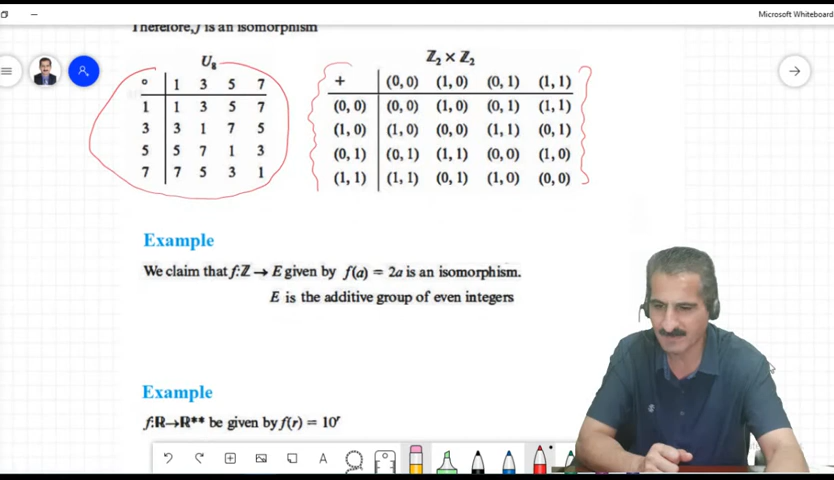 Microsoft Whiteboard
Therefore, f is an isomorphism
U₈
∘ 1 3 5 7
1 1 3 5 7
3 3 1 7 5
5 5 7 1 3
7 7 5 3 1
ℤ₂ × ℤ₂
+ (0, 0) (1, 0) (0, 1) (1, 1)
(0, 0) (0, 0) (1, 0) (0, 1) (1, 1)
(1, 0) (1, 0) (0, 0) (1, 1) (0, 1)
(0, 1) (0, 1) (1, 1) (0, 0) (1, 0)
(1, 1) (1, 1) (0, 1) (1, 0) (0, 0)
Example
We claim that f:ℤ → E given by f(a) = 2a is an isomorphism.
E is the additive group of even integers
Example
f:ℝ→ℝ** be given by f(r) = 10ʳ